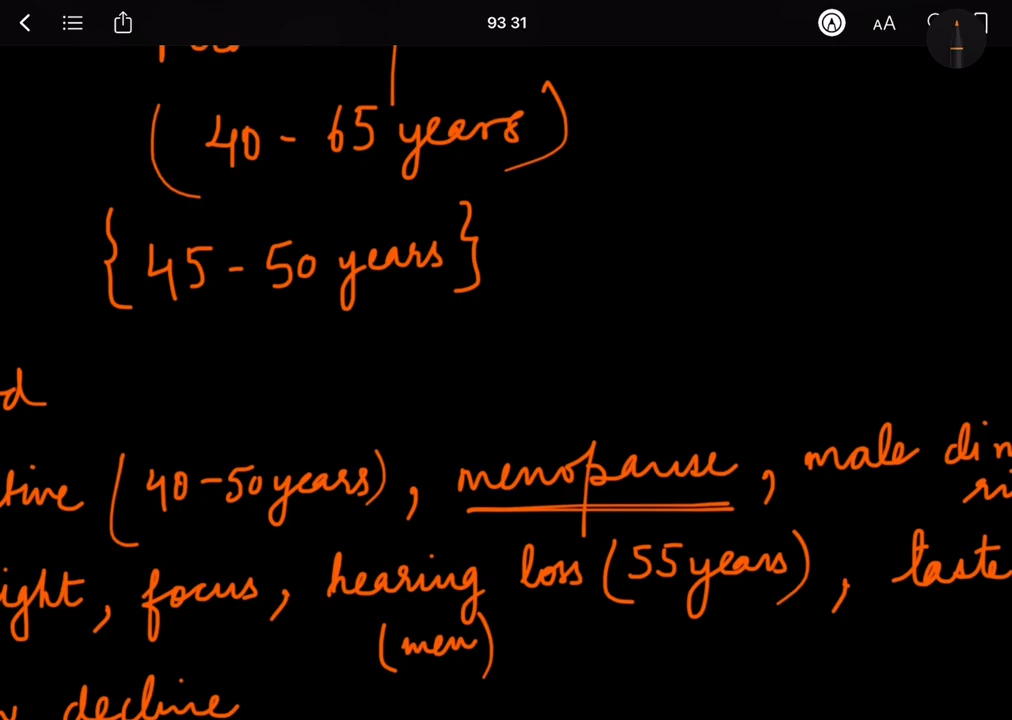 93 31
AA
( 40 - 65 years )
{ 45 - 50 years }
d
tive ( 40 - 50 years ) , menopause , male dim
ight , focus , hearing loss ( 55 years ) , taste
( men )
decline